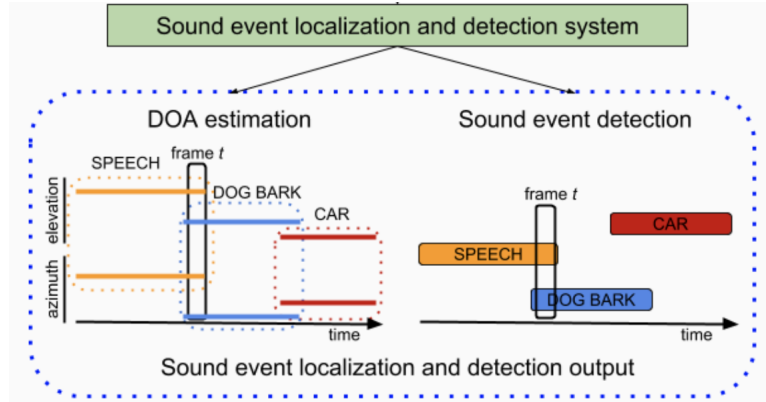 Sound event localization and detection system
DOA estimation
Sound event detection
frame t
SPEECH
DOG BARK
CAR
elevation
azimuth
time
frame t
CAR
SPEECH
DOG BARK
time
Sound event localization and detection output